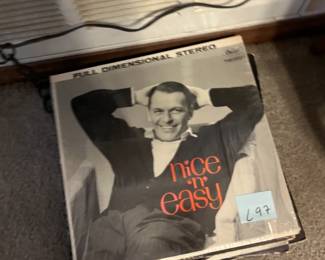 FULL DIMENSIONAL STEREO
nice
'n'
easy
L97